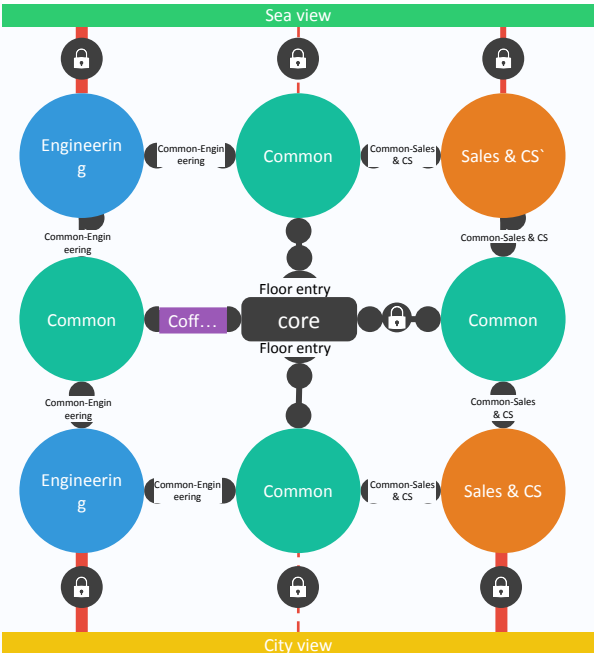 Sea view
Engineerin
g
Common-Engin
eering
Common
Common-Sales
& CS
Sales & CS`
Common-Engin
eering
Common-Sales & CS
Common
Coff…
Floor entry
core
Floor entry
Common
Common-Engin
eering
Common-Sales
& CS
Engineerin
g
Common-Engin
eering
Common
Common-Sales
& CS
Sales & CS
City view